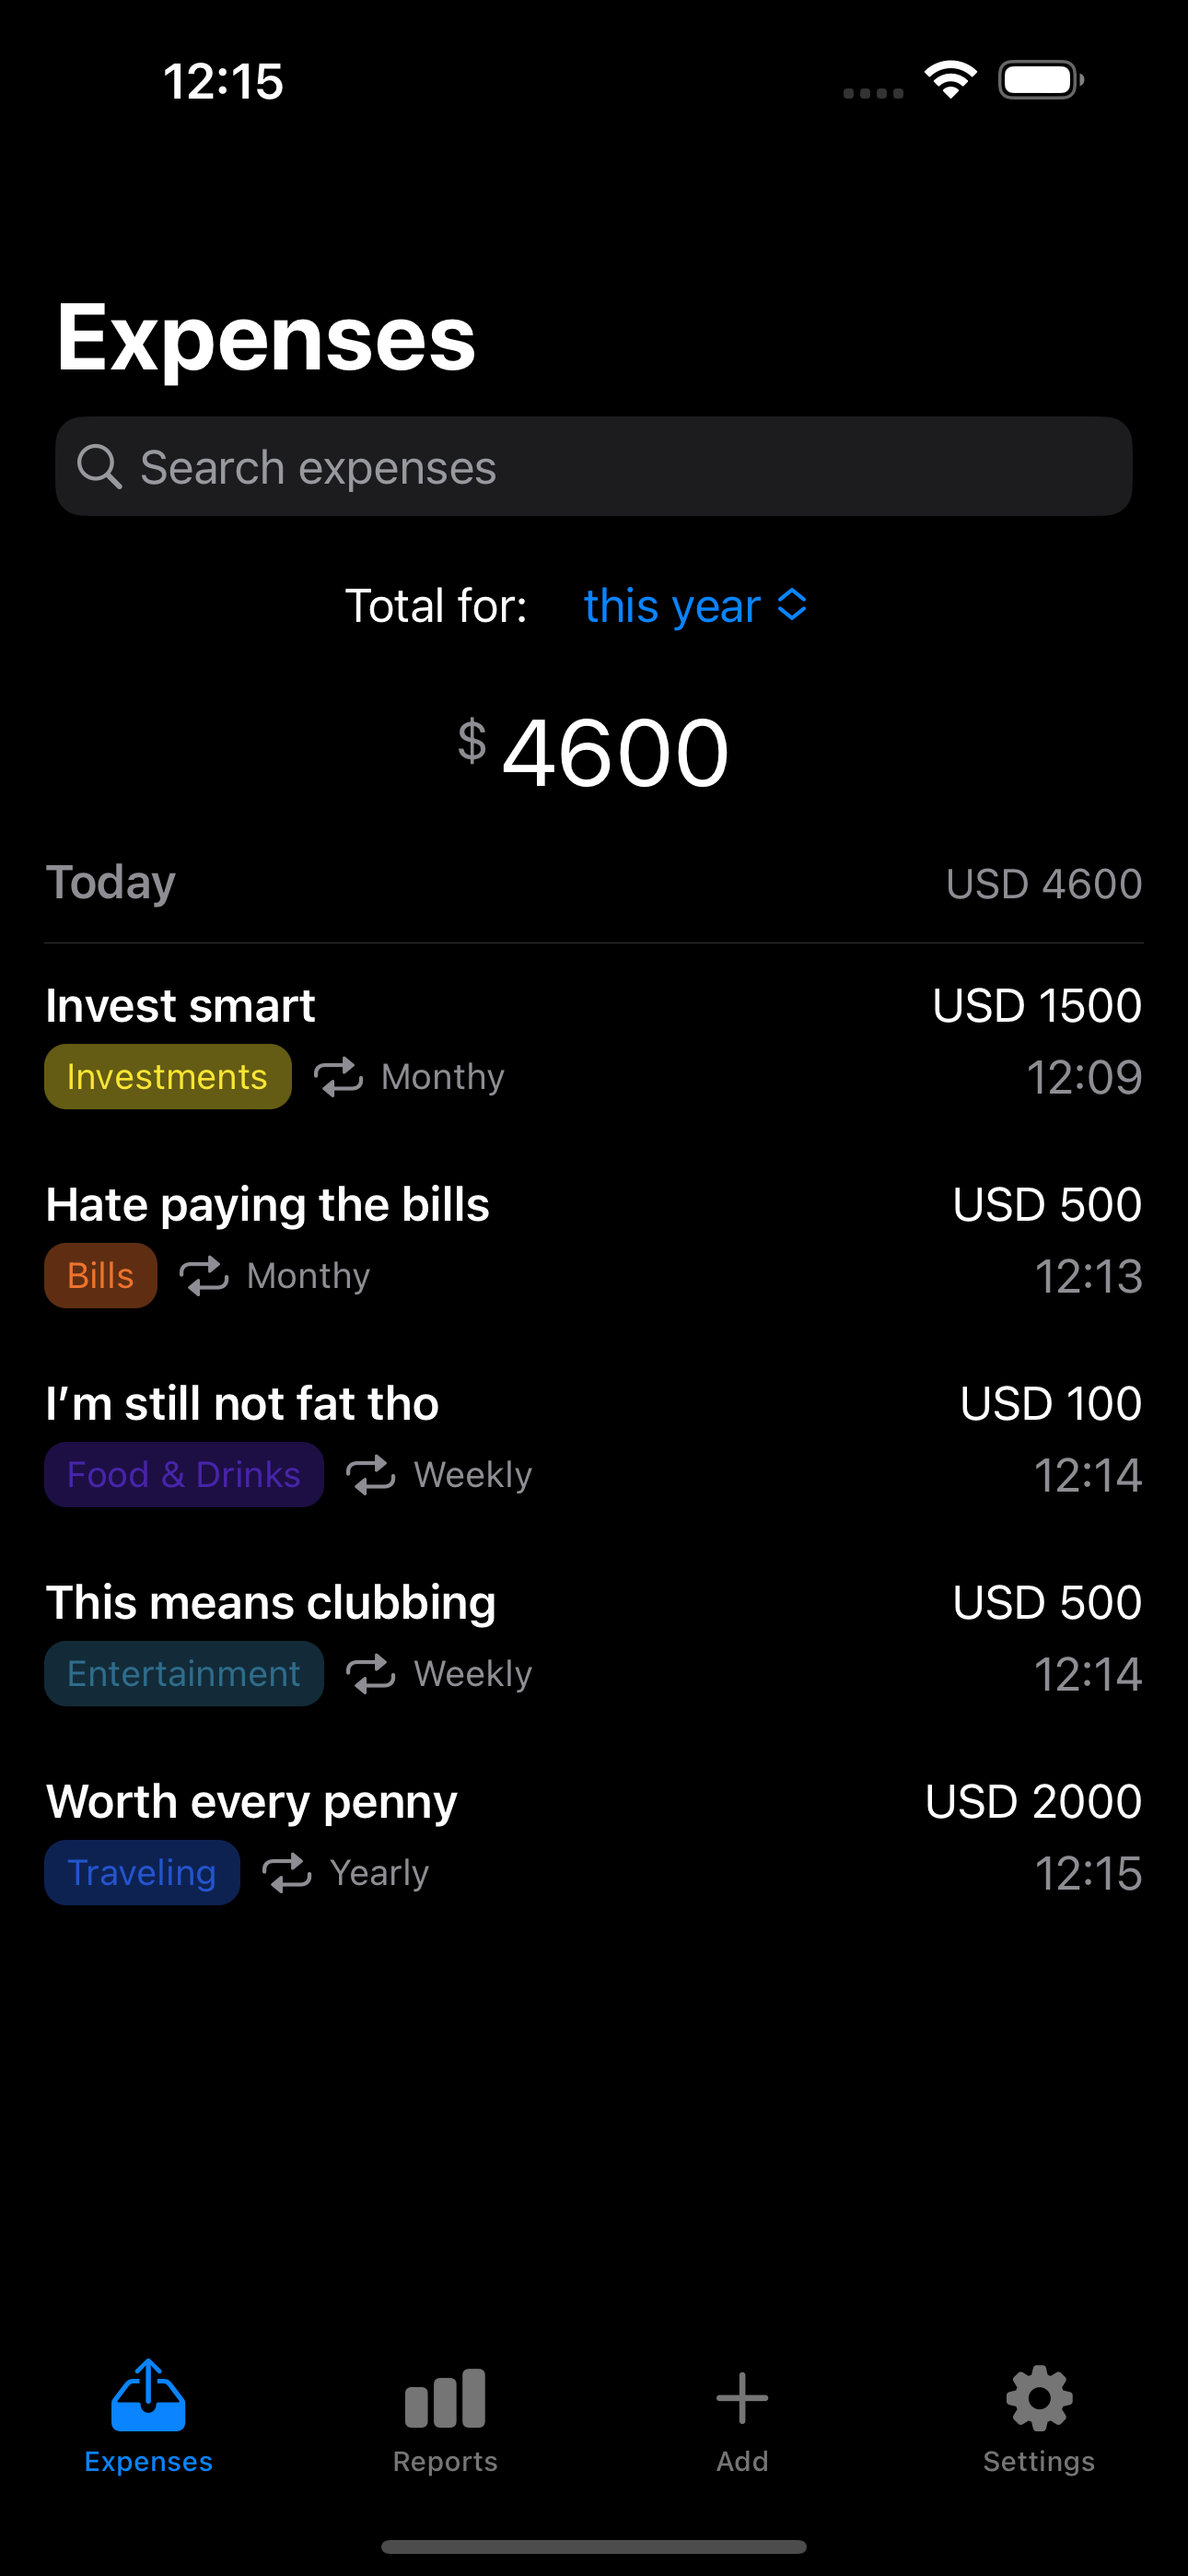 12:15
Expenses
Search expenses
Total for: this year
$ 4600
Today USD 4600
Invest smart USD 1500
Investments Monthy 12:09
Hate paying the bills USD 500
Bills Monthy 12:13
I’m still not fat tho USD 100
Food & Drinks Weekly 12:14
This means clubbing USD 500
Entertainment Weekly 12:14
Worth every penny USD 2000
Traveling Yearly 12:15
Expenses Reports Add Settings